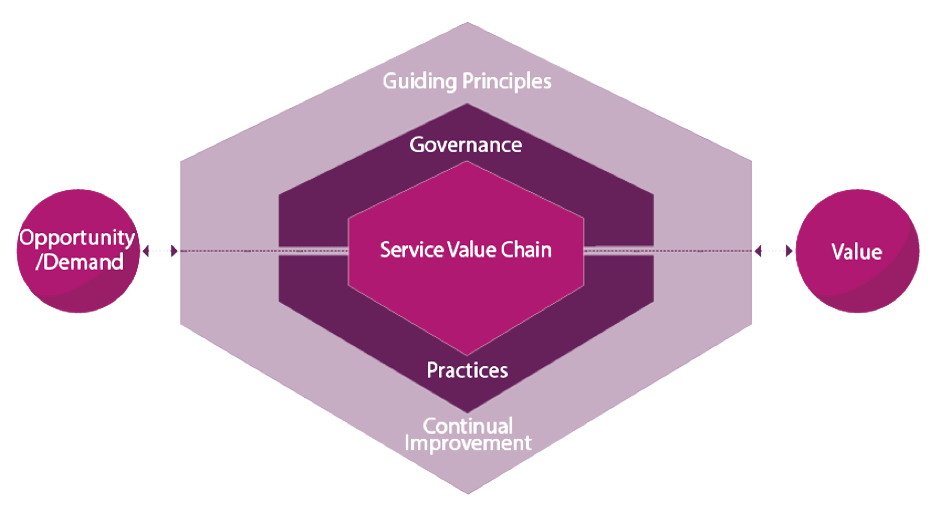 Guiding Principles
Governance
Opportunity
/Demand
Service Value Chain
Value
Practices
Continual
Improvement